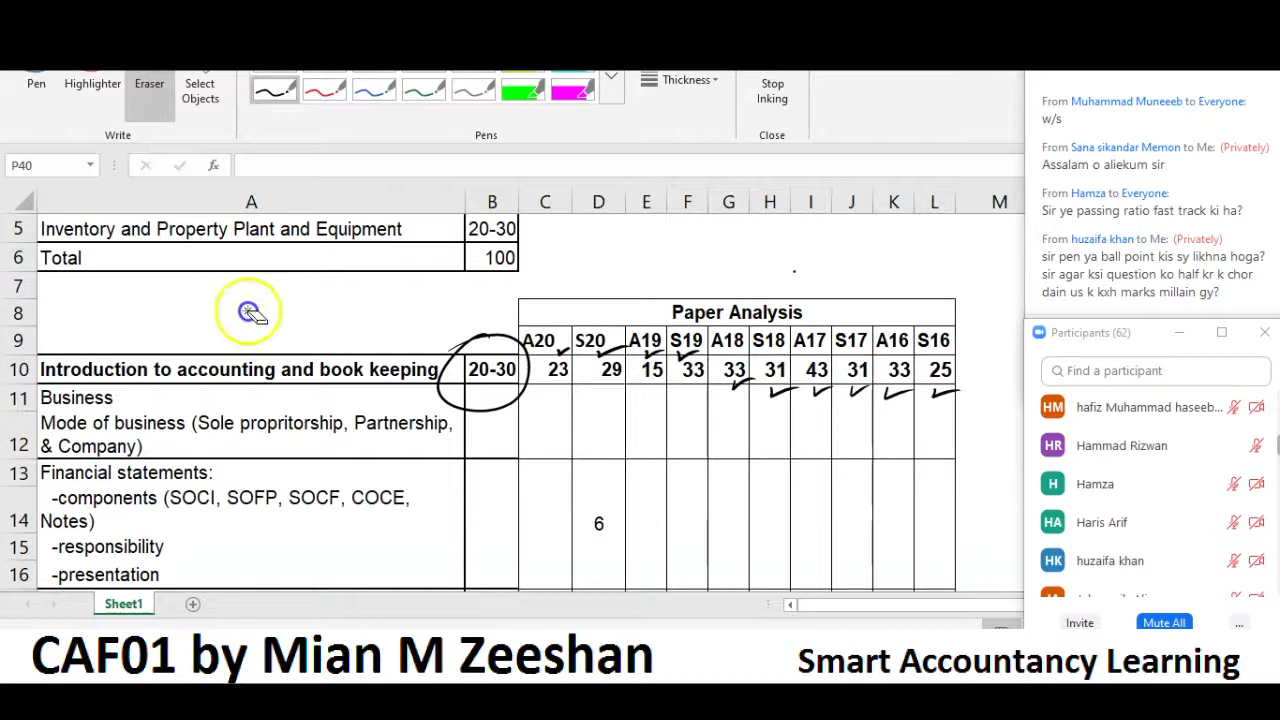 Pen
Highlighter
Eraser
Select
Objects
Thickness
Stop
Inking
Write
Pens
Close
P40
fx
A B C D E F G H I J K L M
5 Inventory and Property Plant and Equipment 20-30
6 Total 100
7
8 Paper Analysis
9 A20 S20 A19 S19 A18 S18 A17 S17 A16 S16
10 Introduction to accounting and book keeping 20-30 23 29 15 33 33 31 43 31 33 25
11 Business
Mode of business (Sole propritorship, Partnership,
12 & Company)
13 Financial statements:
-components (SOCI, SOFP, SOCF, COCE,
14 Notes) 6
15 -responsibility
16 -presentation
Sheet1
From Muhammad Muneeeb to Everyone:
w/s
From Sana sikandar Memon to Me: (Privately)
Assalam o aliekum sir
From Hamza to Everyone:
Sir ye passing ratio fast track ki ha?
From huzaifa khan to Me: (Privately)
sir pen ya ball point kis sy likhna hoga?
sir agar ksi question ko half kr k chor
dain us k kxh marks millain gy?
Participants (62)
Find a participant
HM hafiz Muhammad haseeb...
HR Hammad Rizwan
H Hamza
HA Haris Arif
HK huzaifa khan
Invite
Mute All
...
CAF01 by Mian M Zeeshan
Smart Accountancy Learning